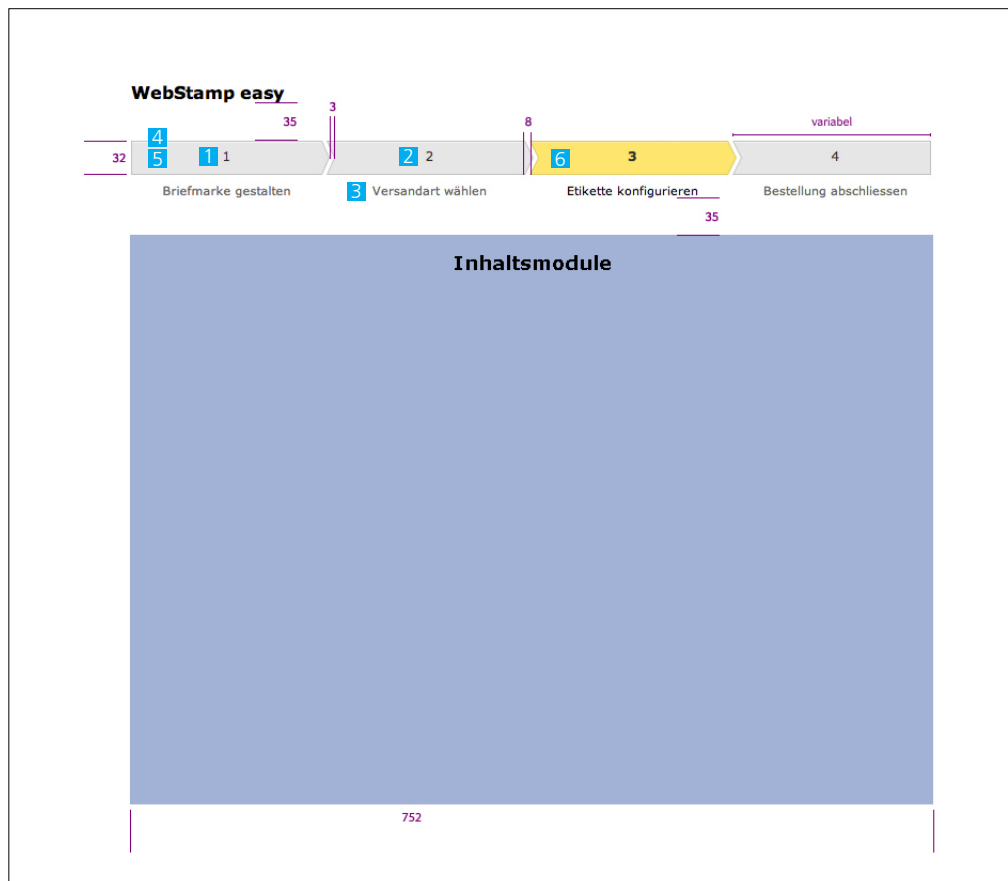 WebStamp easy
3
35
8
variabel
4
32
5
1 1
2 2
6 3
4
Briefmarke gestalten
3 Versandart wählen
Etikette konfigurieren
Bestellung abschliessen
35
Inhaltsmodule
752